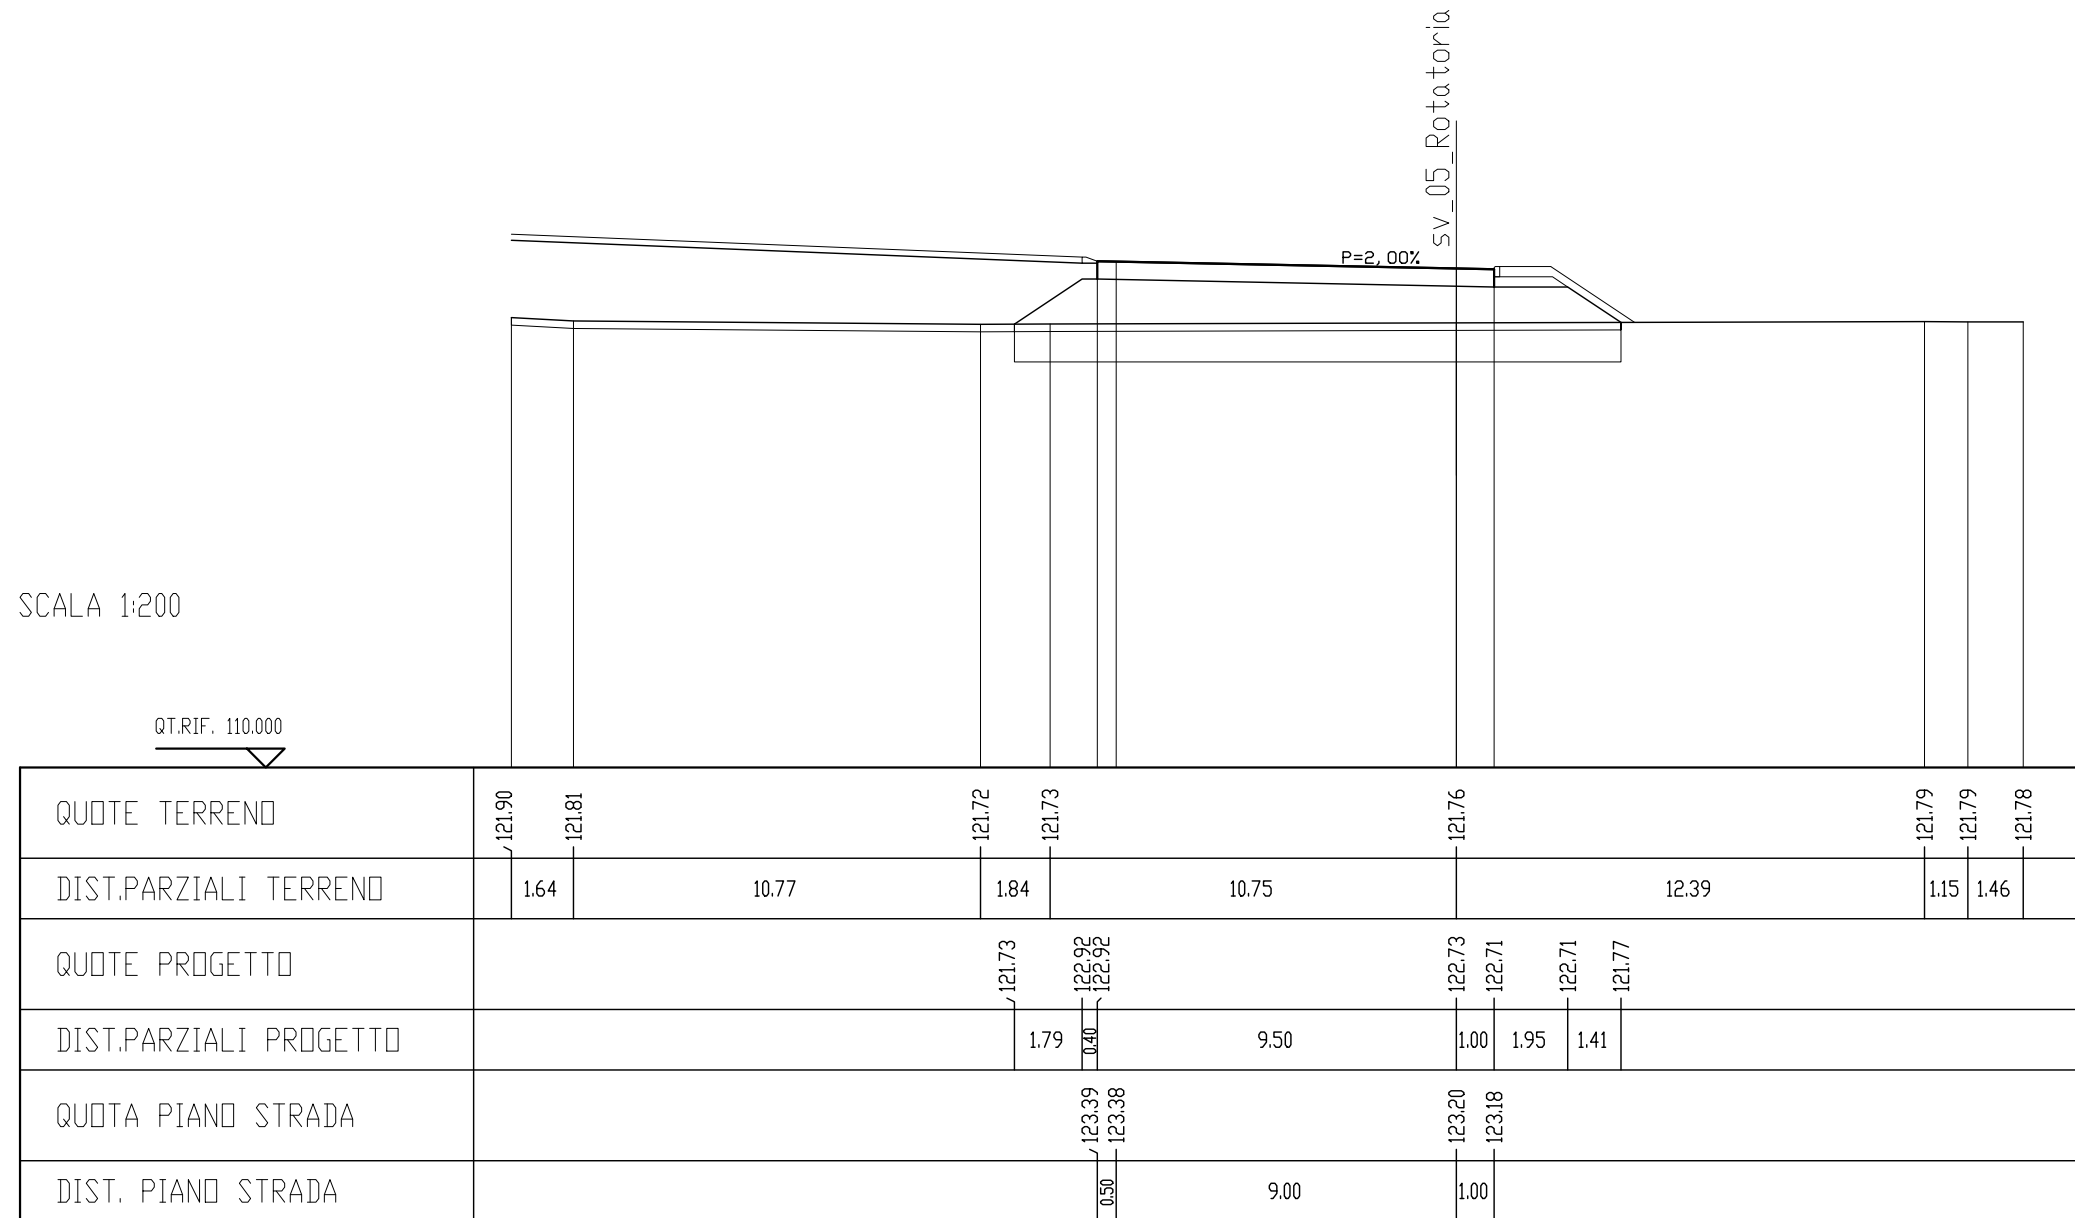 sv_05_Rotatoria
P=2,00%
SCALA 1:200
QT.RIF. 110.000
QUOTE TERRENO 121.90 121.81 121.72 121.73 121.76 121.79 121.79 121.78
DIST.PARZIALI TERRENO 1.64 10.77 1.84 10.75 12.39 1.15 1.46
QUOTE PROGETTO 121.73 122.92 122.92 122.73 122.71 122.71 121.77
DIST.PARZIALI PROGETTO 1.79 0.40 9.50 1.00 1.95 1.41
QUOTA PIANO STRADA 123.39 123.38 123.20 123.18
DIST. PIANO STRADA 0.50 9.00 1.00